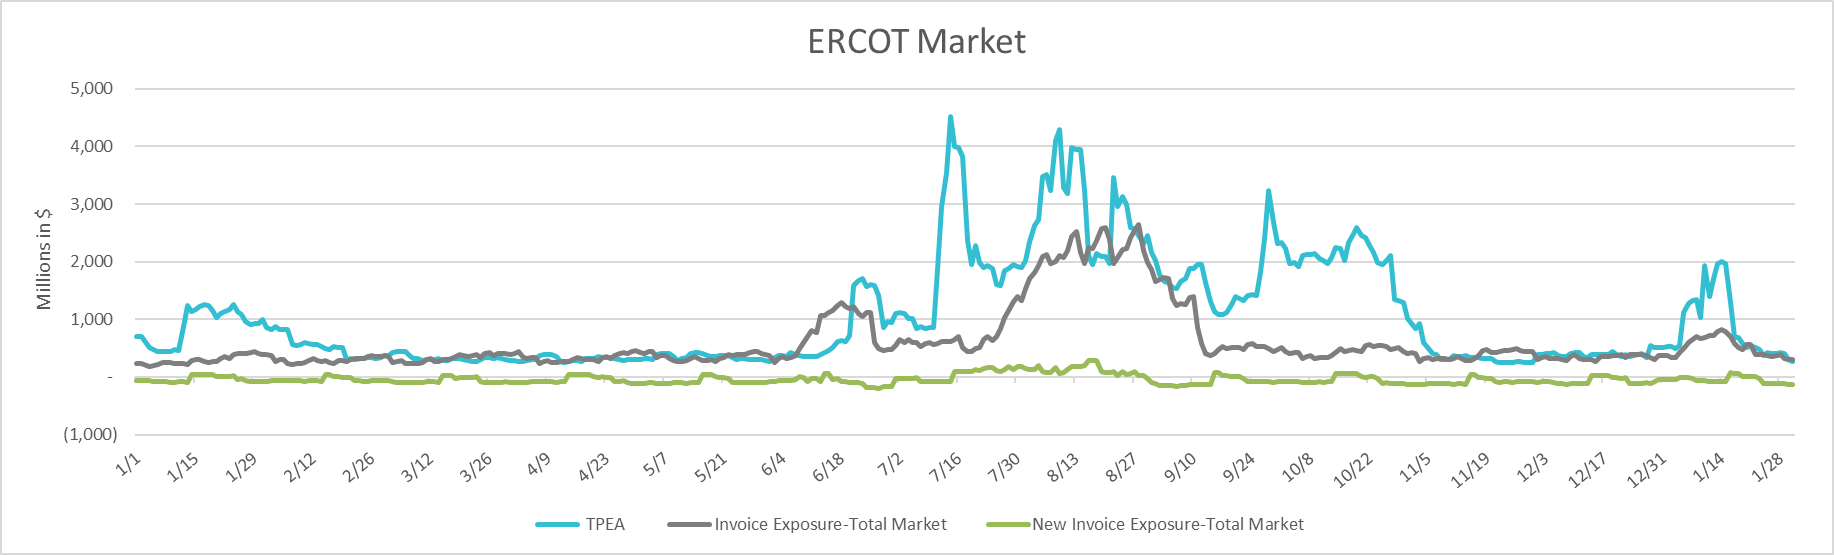 ERCOT Market
Millions in $
5,000
4,000
3,000
2,000
1,000
-
(1,000)
1/1 1/15 1/29 2/12 2/26 3/12 3/26 4/9 4/23 5/7 5/21 6/4 6/18 7/2 7/16 7/30 8/13 8/27 9/10 9/24 10/8 10/22 11/5 11/19 12/3 12/17 12/31 1/14 1/28
TPEA Invoice Exposure-Total Market New Invoice Exposure-Total Market